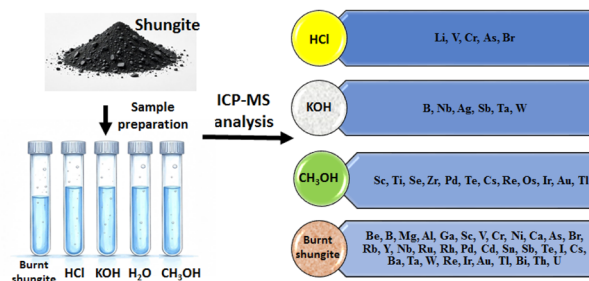 Shungite
Sample
preparation
ICP-MS
analysis
Burnt
shungite
HCl
KOH
H₂O
CH₃OH
HCl
Li, V, Cr, As, Br
KOH
B, Nb, Ag, Sb, Ta, W
CH₃OH
Sc, Ti, Se, Zr, Pd, Te, Cs, Re, Os, Ir, Au, Tl
Burnt
shungite
Be, B, Mg, Al, Ga, Sc, V, Cr, Ni, Ca, As, Br,
Rb, Y, Nb, Ru, Rh, Pd, Cd, Sn, Sb, Te, I, Cs,
Ba, Ta, W, Re, Ir, Au, Tl, Bi, Th, U